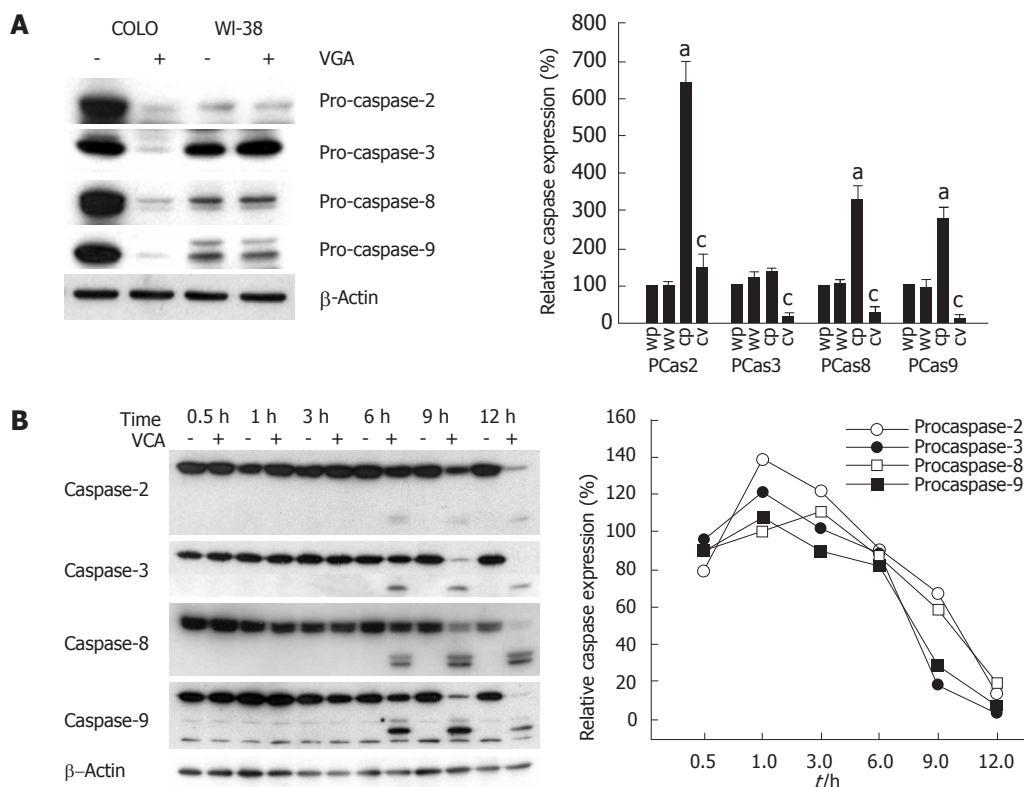 A
COLO WI-38
- + - + VGA
Pro-caspase-2
Pro-caspase-3
Pro-caspase-8
Pro-caspase-9
β-Actin
Relative caspase expression (%)
800
700
600
500
400
300
200
100
0
a
c
c
a
c
a
c
wp wv cp cv wp wv cp cv wp wv cp cv wp wv cp cv
PCas2 PCas3 PCas8 PCas9
B
Time 0.5 h 1 h 3 h 6 h 9 h 12 h
VCA - + - + - + - + - + - +
Caspase-2
Caspase-3
Caspase-8
Caspase-9
β-Actin
Relative caspase expression (%)
160
140
120
100
80
60
40
20
0
Procaspase-2
Procaspase-3
Procaspase-8
Procaspase-9
0.5 1.0 3.0 6.0 9.0 12.0
t/h